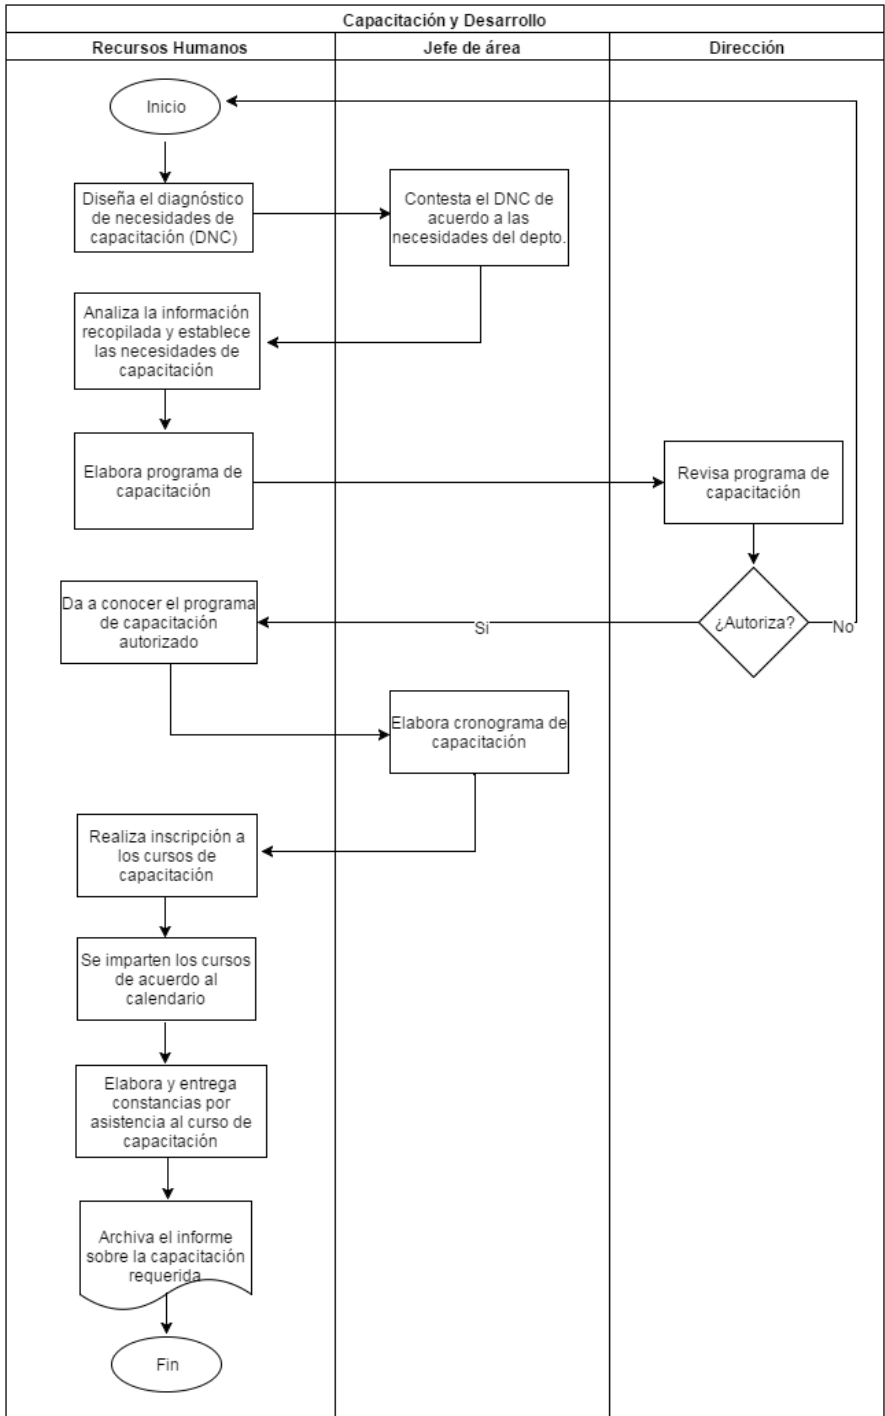 Capacitación y Desarrollo
Recursos Humanos
Jefe de área
Dirección
Inicio
Diseña el diagnóstico
de necesidades de
capacitación (DNC)
Contesta el DNC de
acuerdo a las
necesidades del depto.
Analiza la información
recopilada y establece
las necesidades de
capacitación
Elabora programa de
capacitación
Revisa programa de
capacitación
¿Autoriza?
No
Si
Da a conocer el programa
de capacitación
autorizado
Elabora cronograma de
capacitación
Realiza inscripción a
los cursos de
capacitación
Se imparten los cursos
de acuerdo al
calendario
Elabora y entrega
constancias por
asistencia al curso de
capacitación
Archiva el informe
sobre la capacitación
requerida
Fin